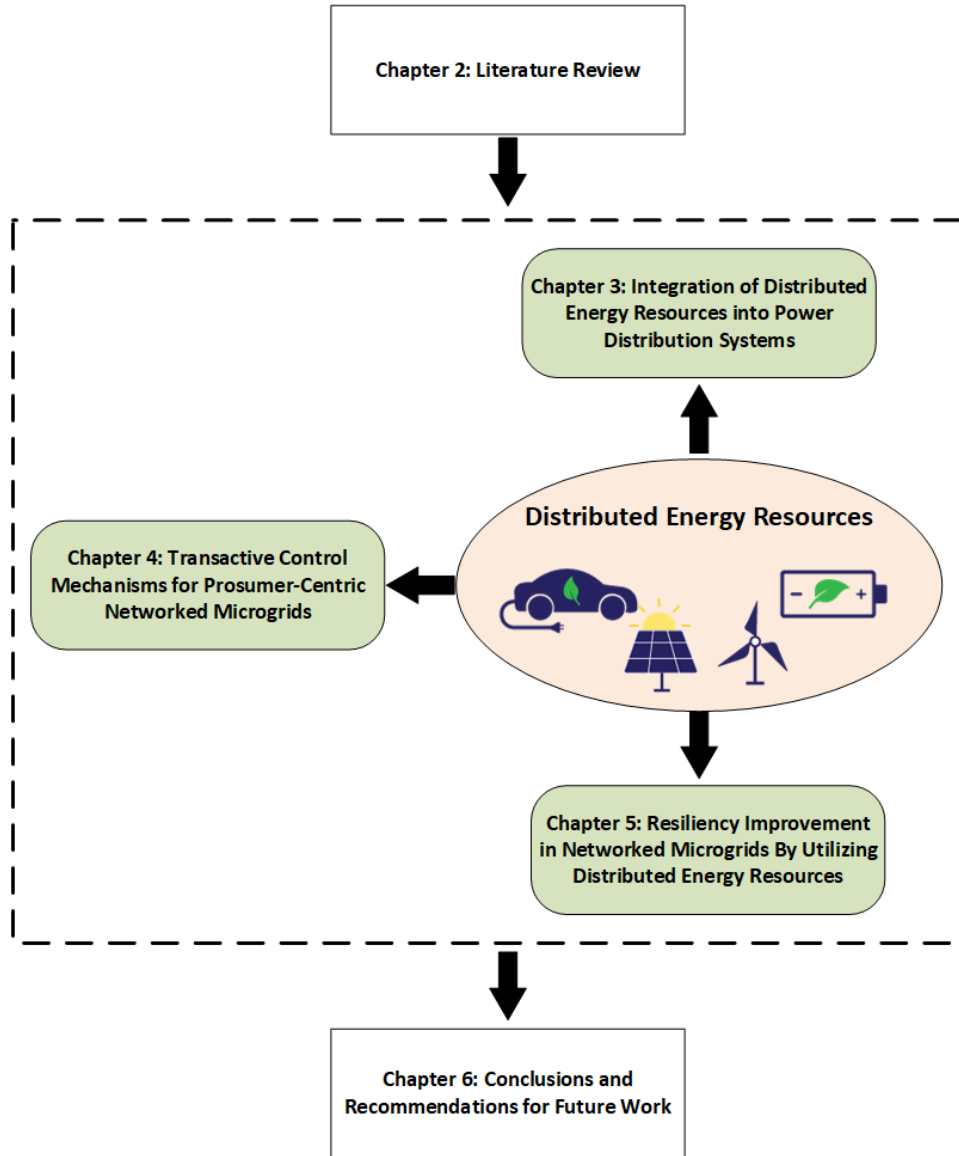 Chapter 2: Literature Review
Chapter 3: Integration of Distributed
Energy Resources into Power
Distribution Systems
Distributed Energy Resources
Chapter 4: Transactive Control
Mechanisms for Prosumer-Centric
Networked Microgrids
- +
Chapter 5: Resiliency Improvement
in Networked Microgrids By Utilizing
Distributed Energy Resources
Chapter 6: Conclusions and
Recommendations for Future Work